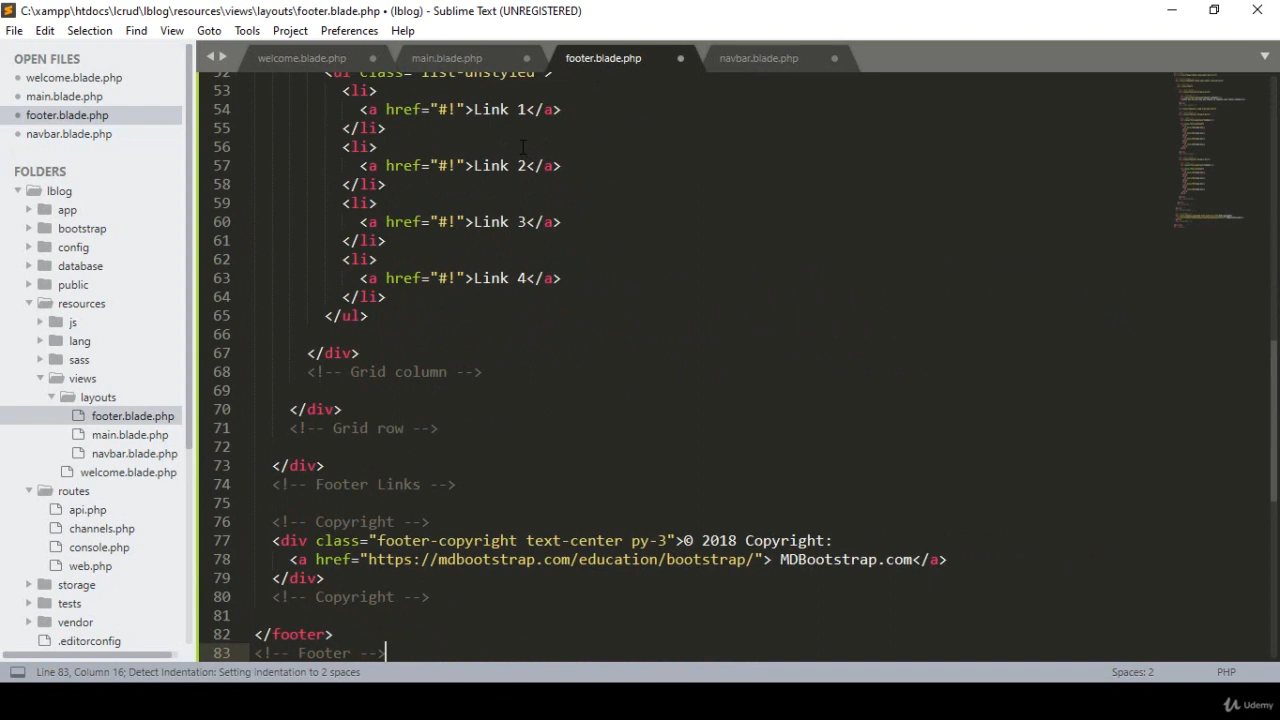 C:\xampp\htdocs\lcrud\lblog\resources\views\layouts\footer.blade.php • (lblog) - Sublime Text (UNREGISTERED)
File Edit Selection Find View Goto Tools Project Preferences Help
OPEN FILES
welcome.blade.php
main.blade.php
footer.blade.php
navbar.blade.php
FOLDERS
lblog
app
bootstrap
config
database
public
resources
js
lang
sass
views
layouts
footer.blade.php
main.blade.php
navbar.blade.php
welcome.blade.php
routes
api.php
channels.php
console.php
web.php
storage
tests
vendor
.editorconfig
welcome.blade.php main.blade.php footer.blade.php navbar.blade.php
52 <ul class="list-unstyled">
53 <li>
54 <a href="#!">Link 1</a>
55 </li>
56 <li>
57 <a href="#!">Link 2</a>
58 </li>
59 <li>
60 <a href="#!">Link 3</a>
61 </li>
62 <li>
63 <a href="#!">Link 4</a>
64 </li>
65 </ul>
66
67 </div>
68 <!-- Grid column -->
69
70 </div>
71 <!-- Grid row -->
72
73 </div>
74 <!-- Footer Links -->
75
76 <!-- Copyright -->
77 <div class="footer-copyright text-center py-3">© 2018 Copyright:
78 <a href="https://mdbootstrap.com/education/bootstrap/"> MDBootstrap.com</a>
79 </div>
80 <!-- Copyright -->
81
82 </footer>
83 <!-- Footer -->
Line 83, Column 16; Detect Indentation: Setting indentation to 2 spaces Spaces: 2 PHP
Udemy